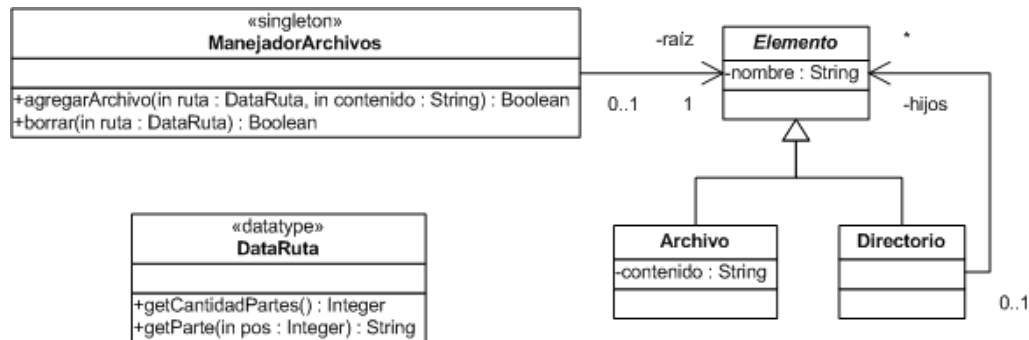 «singleton»
ManejadorArchivos
+agregarArchivo(in ruta : DataRuta, in contenido : String) : Boolean
+borrar(in ruta : DataRuta) : Boolean
-raíz
0..1
1
Elemento
-nombre : String
*
-hijos
Archivo
-contenido : String
Directorio
0..1
«datatype»
DataRuta
+getCantidadPartes() : Integer
+getParte(in pos : Integer) : String